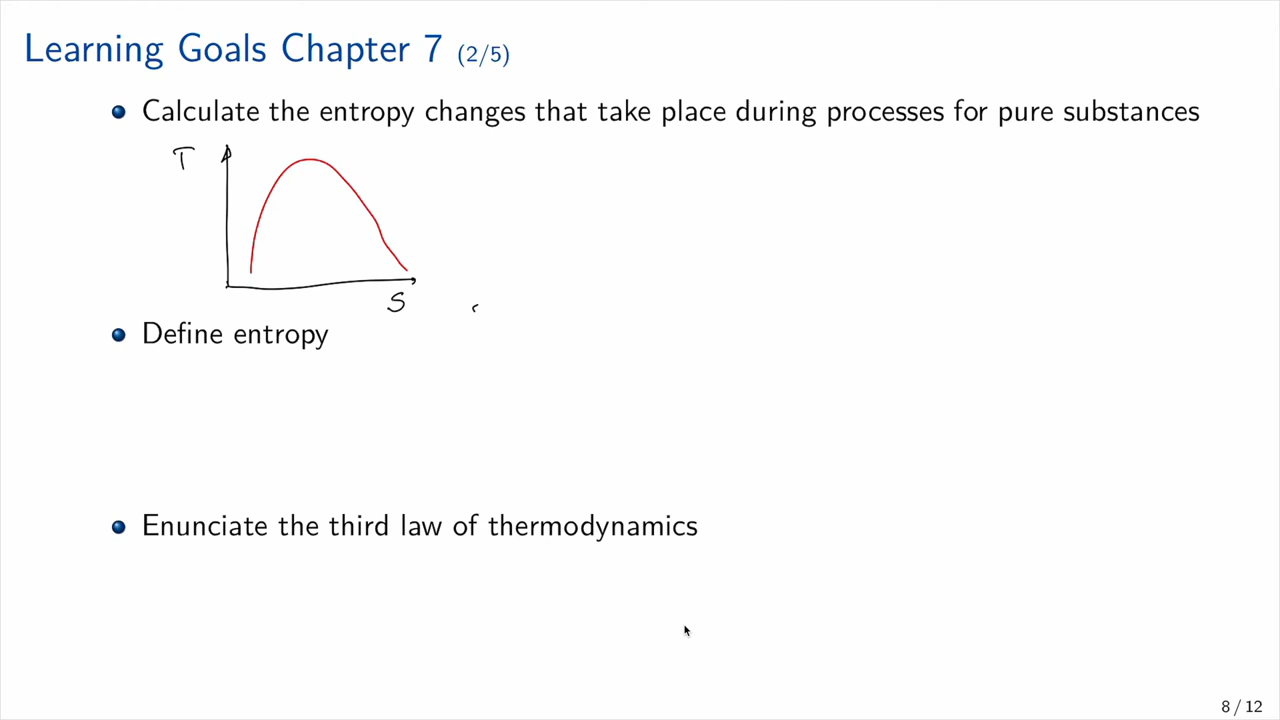 Learning Goals Chapter 7 (2/5)
Calculate the entropy changes that take place during processes for pure substances
T
S
Define entropy
Enunciate the third law of thermodynamics
8 / 12